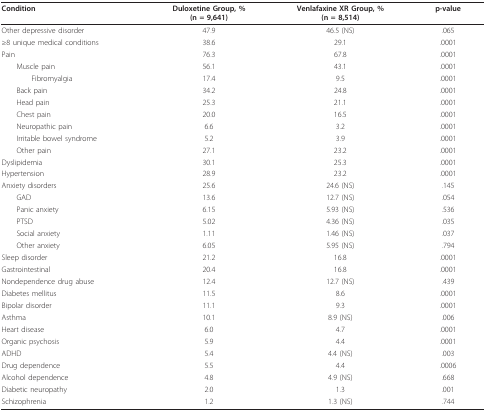 Condition Duloxetine Group, % Venlafaxine XR Group, % p-value
(n = 9,641) (n = 8,514)
Other depressive disorder 47.9 46.5 (NS) .065
≥8 unique medical conditions 38.6 29.1 .0001
Pain 76.3 67.8 .0001
Muscle pain 56.1 43.1 .0001
Fibromyalgia 17.4 9.5 .0001
Back pain 34.2 24.8 .0001
Head pain 25.3 21.1 .0001
Chest pain 20.0 16.5 .0001
Neuropathic pain 6.6 3.2 .0001
Irritable bowel syndrome 5.2 3.9 .0001
Other pain 27.1 23.2 .0001
Dyslipidemia 30.1 25.3 .0001
Hypertension 28.9 23.2 .0001
Anxiety disorders 25.6 24.6 (NS) .145
GAD 13.6 12.7 (NS) .054
Panic anxiety 6.15 5.93 (NS) .536
PTSD 5.02 4.36 (NS) .035
Social anxiety 1.11 1.46 (NS) .037
Other anxiety 6.05 5.95 (NS) .794
Sleep disorder 21.2 16.8 .0001
Gastrointestinal 20.4 16.8 .0001
Nondependence drug abuse 12.4 12.7 (NS) .439
Diabetes mellitus 11.5 8.6 .0001
Bipolar disorder 11.1 9.3 .0001
Asthma 10.1 8.9 (NS) .006
Heart disease 6.0 4.7 .0001
Organic psychosis 5.9 4.4 .0001
ADHD 5.4 4.4 (NS) .003
Drug dependence 5.5 4.4 .0006
Alcohol dependence 4.8 4.9 (NS) .668
Diabetic neuropathy 2.0 1.3 .001
Schizophrenia 1.2 1.3 (NS) .744